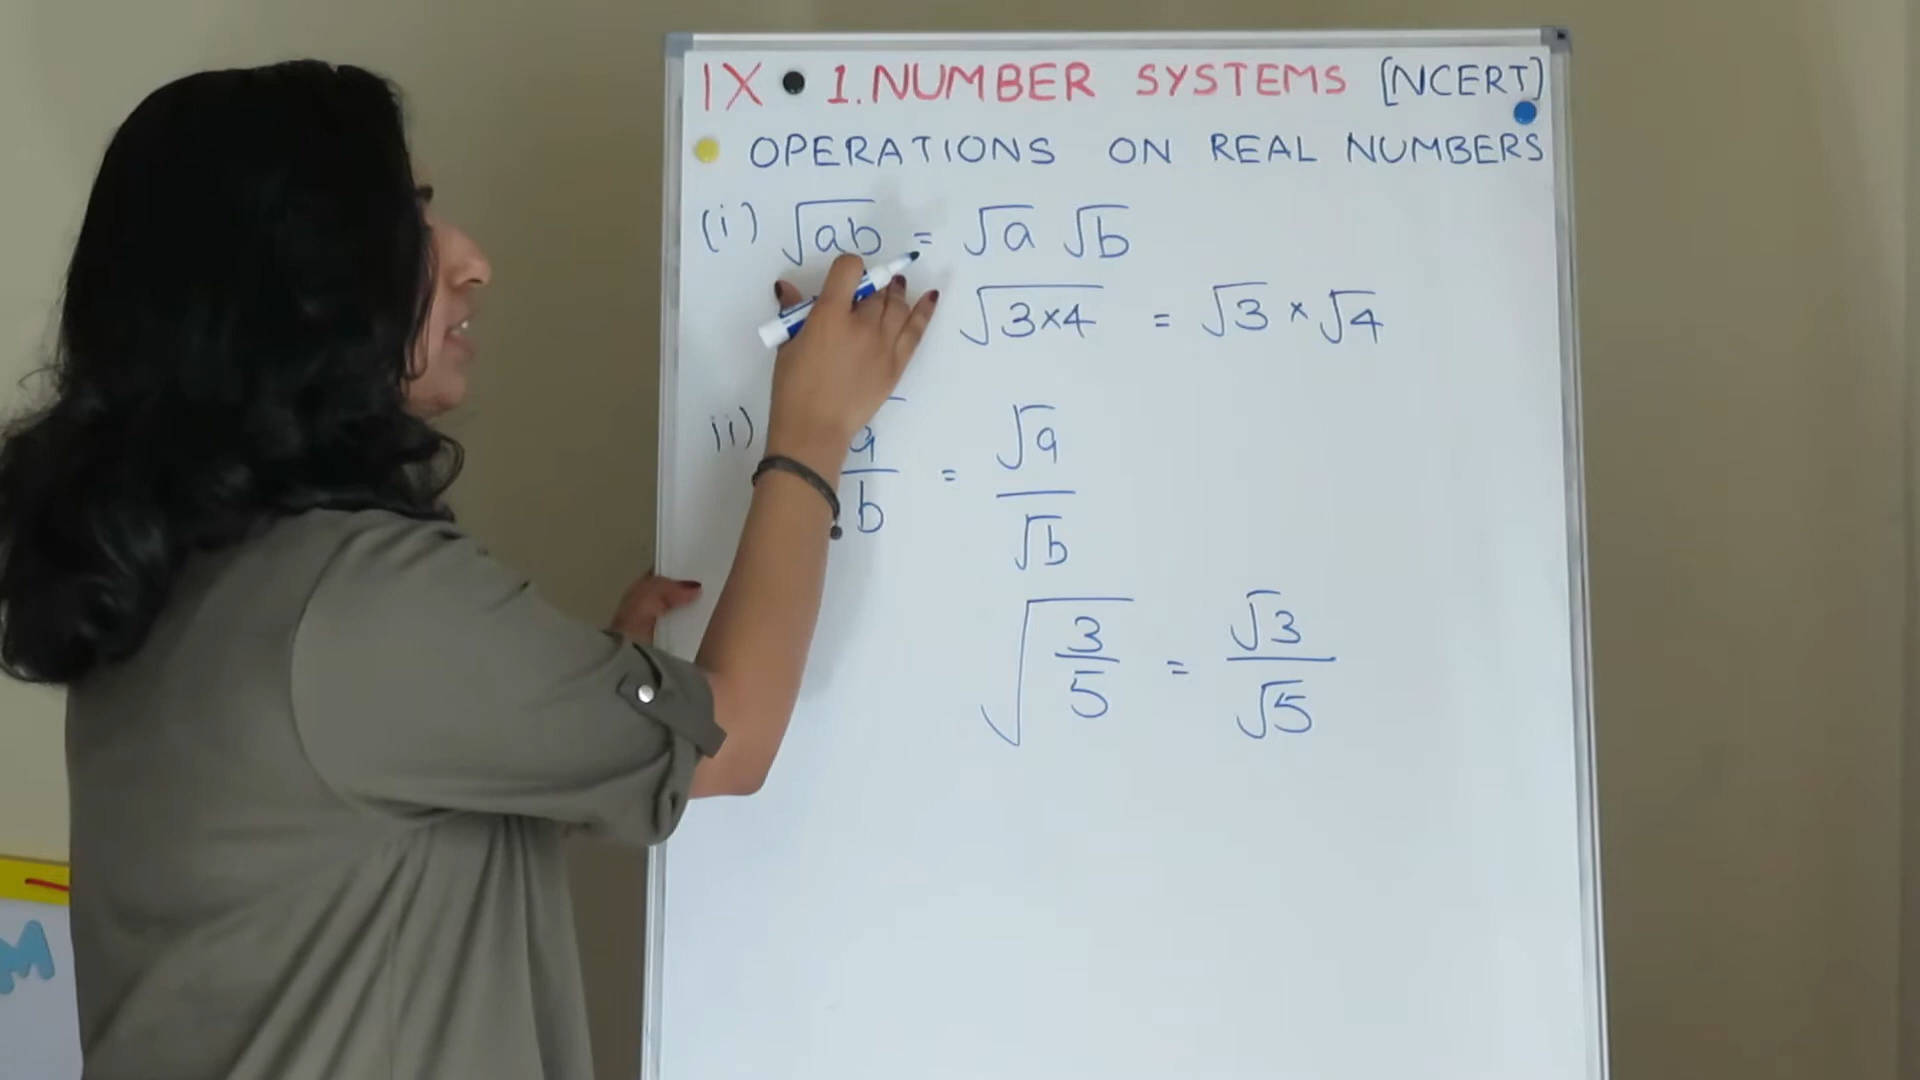 IX • 1. NUMBER SYSTEMS [NCERT]
OPERATIONS ON REAL NUMBERS
(i) √ab = √a √b
√3×4 = √3 × √4
ii) a/b = √a/√b
√3/5 = √3/√5
M